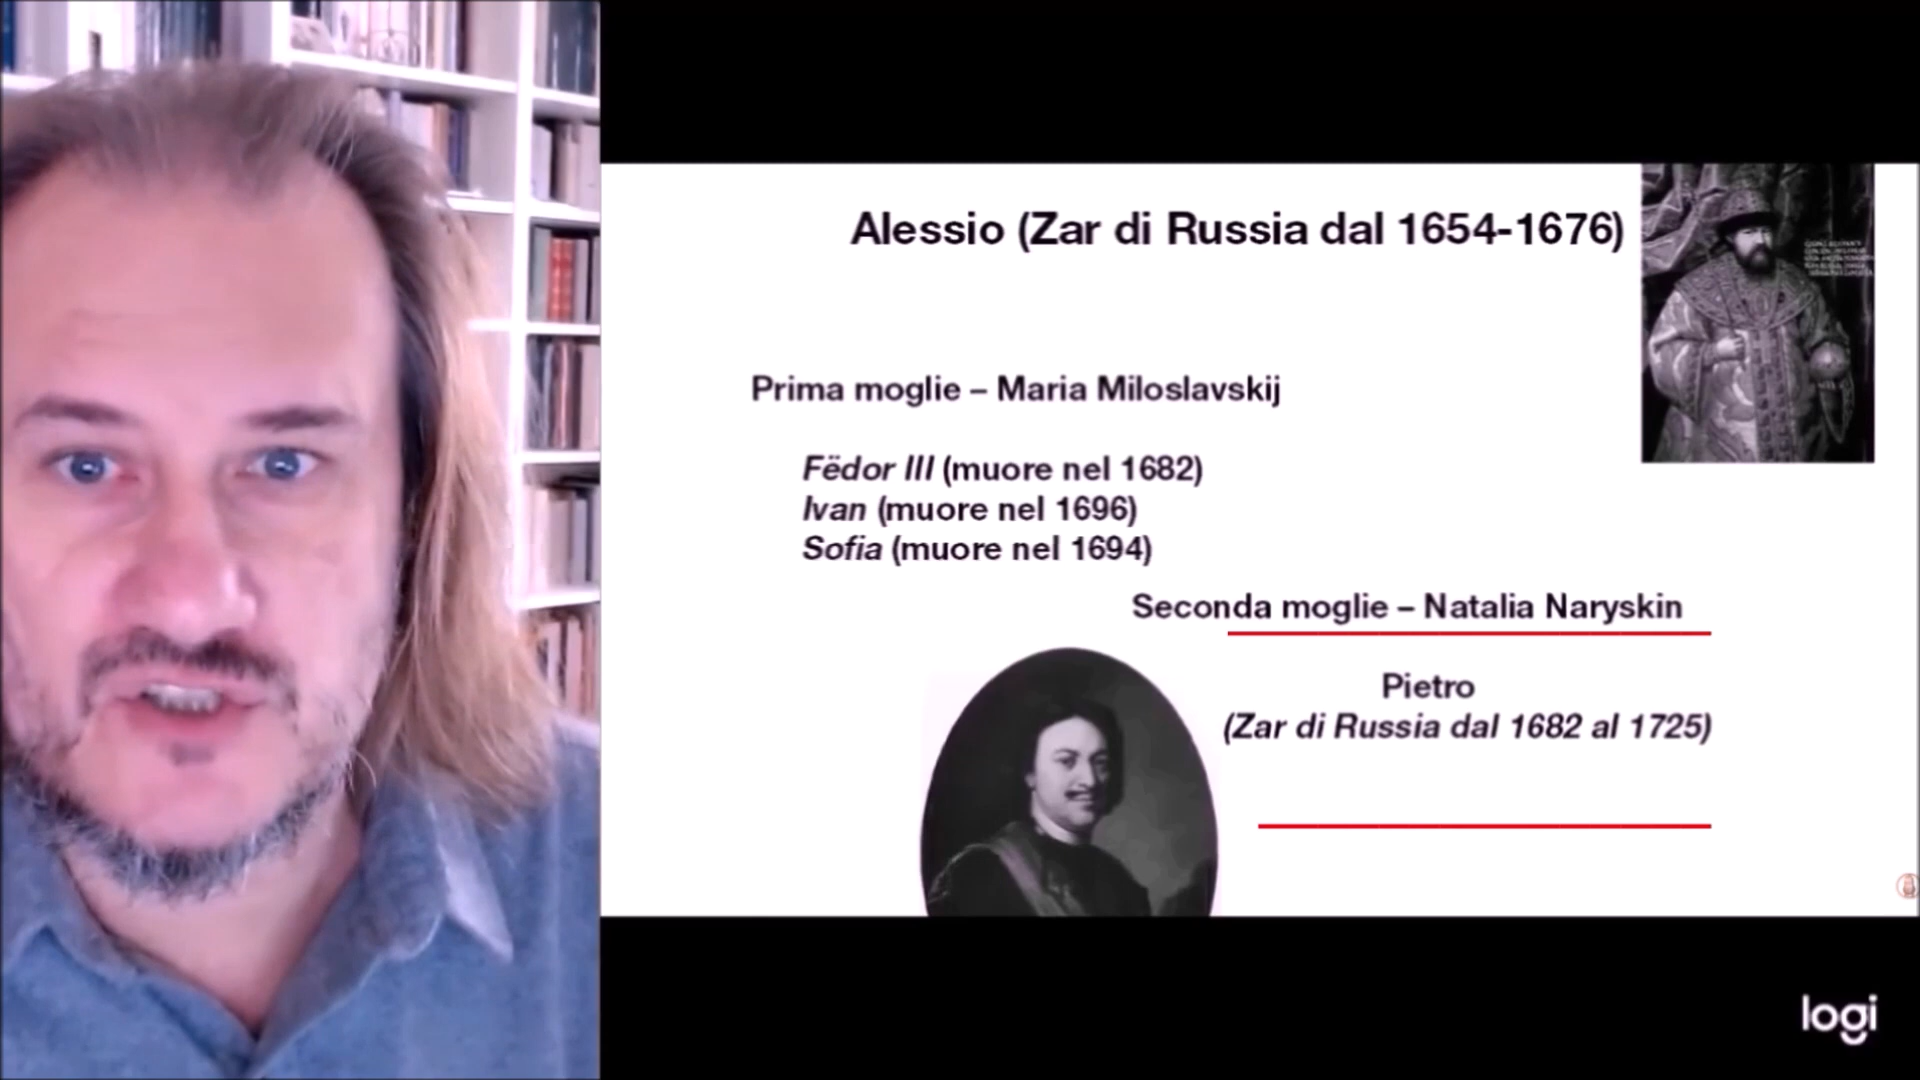 Alessio (Zar di Russia dal 1654-1676)
Prima moglie – Maria Miloslavskij
Fëdor III (muore nel 1682)
Ivan (muore nel 1696)
Sofia (muore nel 1694)
Seconda moglie – Natalia Naryskin
Pietro
(Zar di Russia dal 1682 al 1725)
logi